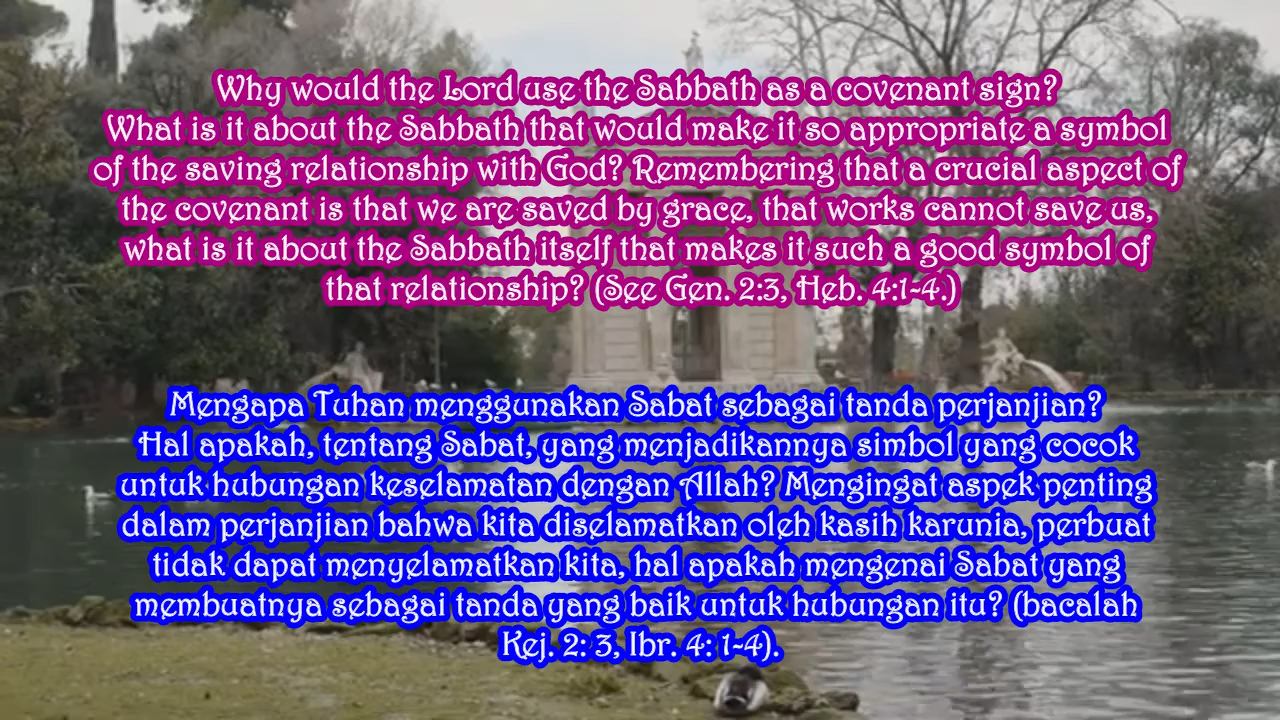 Why would the Lord use the Sabbath as a covenant sign?
What is it about the Sabbath that would make it so appropriate a symbol
of the saving relationship with God? Remembering that a crucial aspect of
the covenant is that we are saved by grace, that works cannot save us,
what is it about the Sabbath itself that makes it such a good symbol of
that relationship? (See Gen. 2:3, Heb. 4:1-4.)
Mengapa Tuhan menggunakan Sabat sebagai tanda perjanjian?
Hal apakah, tentang Sabat, yang menjadikannya simbol yang cocok
untuk hubungan keselamatan dengan Allah? Mengingat aspek penting
dalam perjanjian bahwa kita diselamatkan oleh kasih karunia, perbuat
tidak dapat menyelamatkan kita, hal apakah mengenai Sabat yang
membuatnya sebagai tanda yang baik untuk hubungan itu? (bacalah
Kej. 2: 3, Ibr. 4: 1-4).